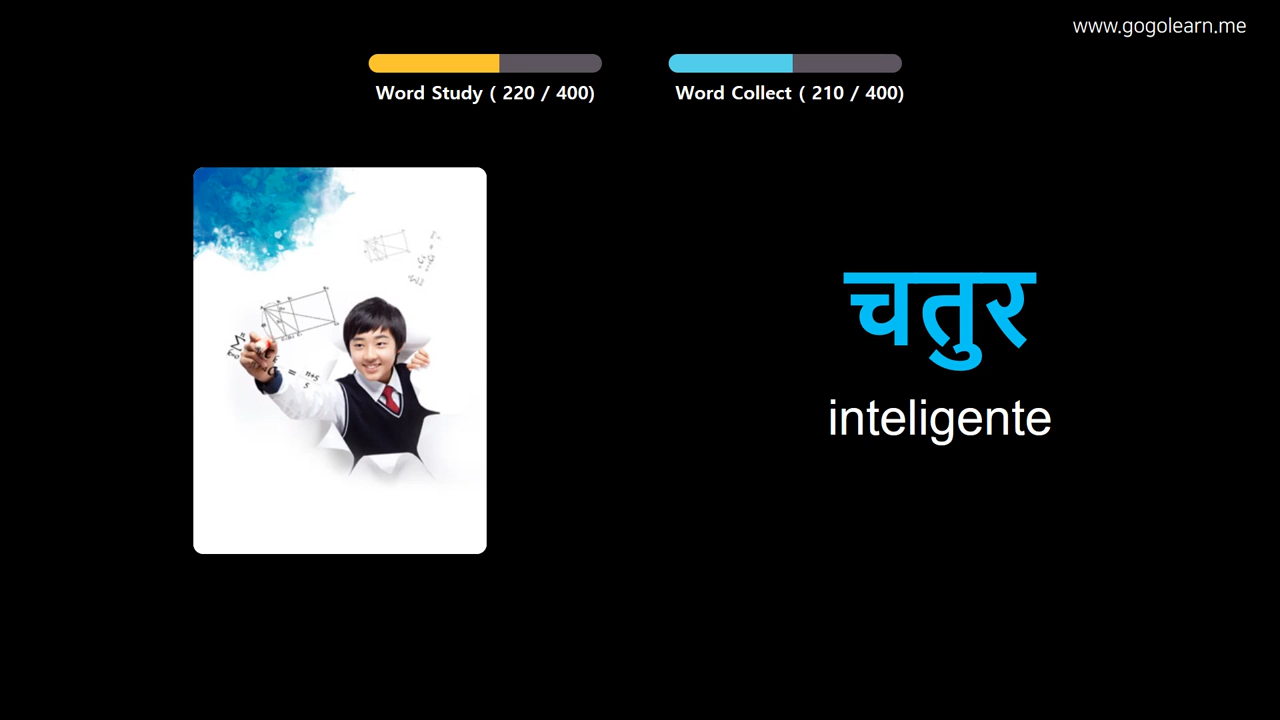 www.gogolearn.me
Word Study ( 220 / 400)
Word Collect ( 210 / 400)
चतुर
inteligente